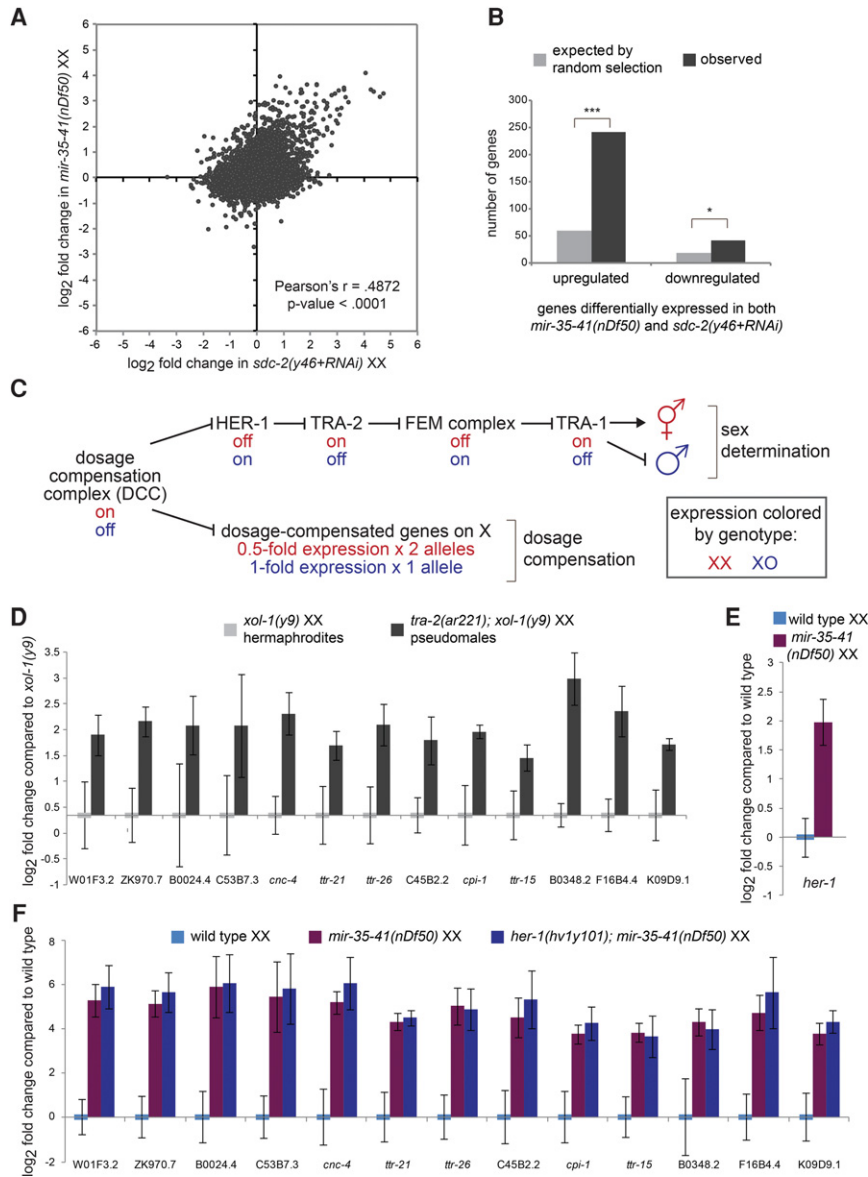 A
6
5
4
3
2
1
0
-1
-2
-3
-4
-5
-6
-6 -5 -4 -3 -2 -1 0 1 2 3 4 5 6
log2 fold change in mir-35-41(nDf50) XX
log2 fold change in sdc-2(y46+RNAi) XX
Pearson's r = .4872
p-value < .0001
B
expected by
random selection
observed
300
250
200
150
100
50
0
number of genes
***
*
upregulated downregulated
genes differentially expressed in both
mir-35-41(nDf50) and sdc-2(y46+RNAi)
C
dosage
compensation
complex (DCC)
on
off
HER-1 TRA-2 FEM complex TRA-1
off on off on
on off on off
sex
determination
dosage-compensated genes on X
0.5-fold expression x 2 alleles
1-fold expression x 1 allele
dosage
compensation
expression colored
by genotype:
XX XO
D
xol-1(y9) XX
hermaphrodites
tra-2(ar221); xol-1(y9) XX
pseudomales
log2 fold change compared to xol-1(y9)
3.5
2.5
2
1.5
1
0.5
0
-0.5
-1
W01F3.2 ZK970.7 B0024.4 C53B7.3 cnc-4 ttr-21 ttr-26 C45B2.2 cpi-1 ttr-15 B0348.2 F16B4.4 K09D9.1
E
wild type XX
mir-35-41
(nDf50) XX
log2 fold change compared to wild type
3
2.5
2
1.5
1
0.5
0
-0.5
-1
her-1
F
wild type XX
mir-35-41(nDf50) XX
her-1(hv1y101); mir-35-41(nDf50) XX
log2 fold change compared to wild type
8
6
4
2
0
-2
W01F3.2 ZK970.7 B0024.4 C53B7.3 cnc-4 ttr-21 ttr-26 C45B2.2 cpi-1 ttr-15 B0348.2 F16B4.4 K09D9.1